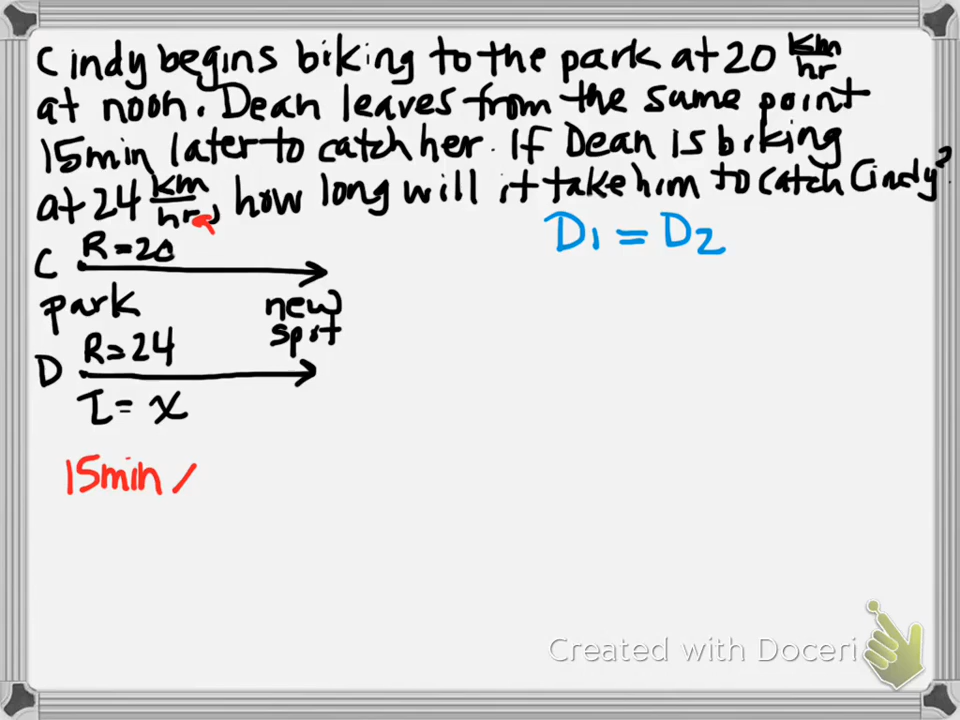 Cindy begins biking to the park at 20 km/hr
at noon. Dean leaves from the same point
15min later to catch her. If Dean is biking
at 24 km/hr, how long will it take him to catch Cindy?
D1 = D2
C R=20
park new spot
D R=24
T= x
15min /
Created with Doceri